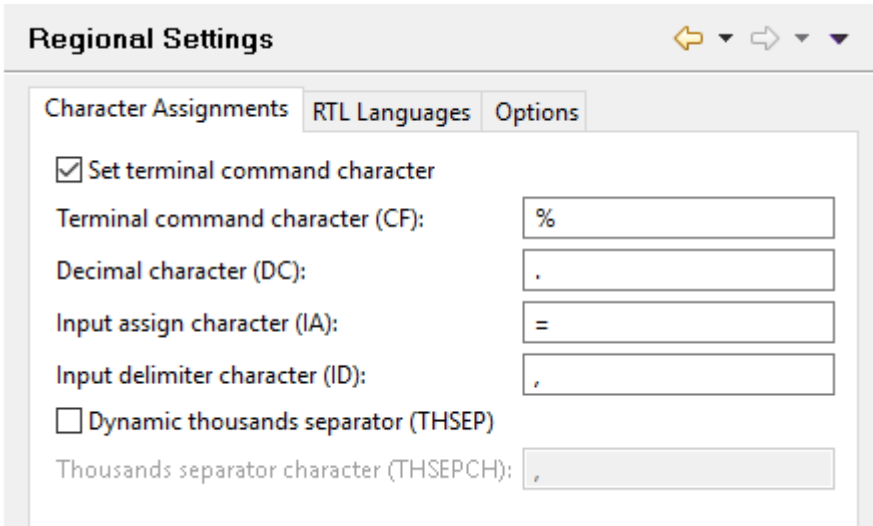 Regional Settings
Character Assignments RTL Languages Options
Set terminal command character
Terminal command character (CF): %
Decimal character (DC): .
Input assign character (IA): =
Input delimiter character (ID): ,
Dynamic thousands separator (THSEP)
Thousands separator character (THSEPCH): ,